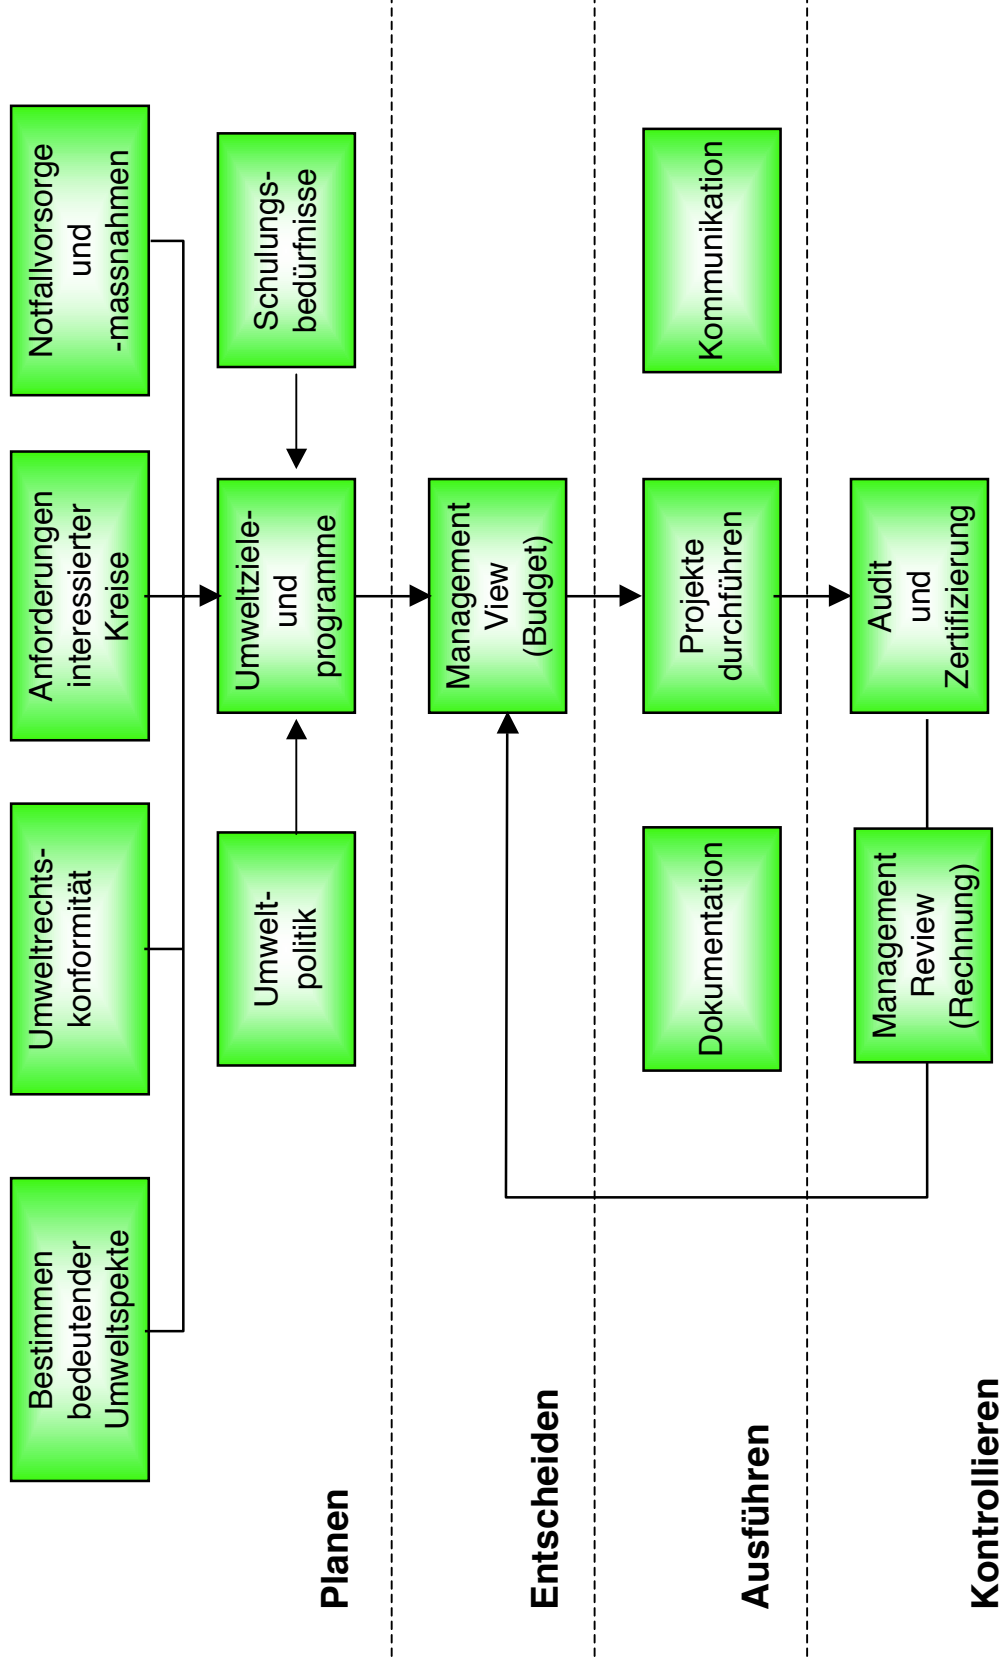 Bestimmen
bedeutender
Umweltspekte
Umweltrechts-
konformität
Anforderungen
interessierter
Kreise
Notfallvorsorge
und
-massnahmen
Umwelt-
politik
Umweltziele-
und
programme
Schulungs-
bedürfnisse
Planen
Management
View
(Budget)
Entscheiden
Dokumentation
Projekte
durchführen
Kommunikation
Ausführen
Management
Review
(Rechnung)
Audit
und
Zertifizierung
Kontrollieren